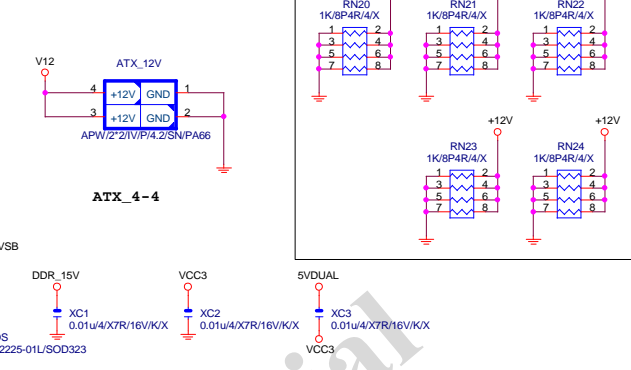 RN20
1K/8P4R/4/X
1 2
3 4
5 6
7 8
RN21
1K/8P4R/4/X
1 2
3 4
5 6
7 8
RN22
1K/8P4R/4/X
1 2
3 4
5 6
7 8
V12
ATX_12V
4 +12V GND 1
3 +12V GND 2
APW/2*2/IV/P/4.2/SN/PA66
ATX_4-4
+12V
RN23
1K/8P4R/4/X
1 2
3 4
5 6
7 8
+12V
RN24
1K/8P4R/4/X
1 2
3 4
5 6
7 8
VSB
DDR_15V
XC1
0.01u/4/X7R/16V/K/X
VCC3
XC2
0.01u/4/X7R/16V/K/X
5VDUAL
XC3
0.01u/4/X7R/16V/K/X
VCC3
S
2225-01L/SOD323
ial